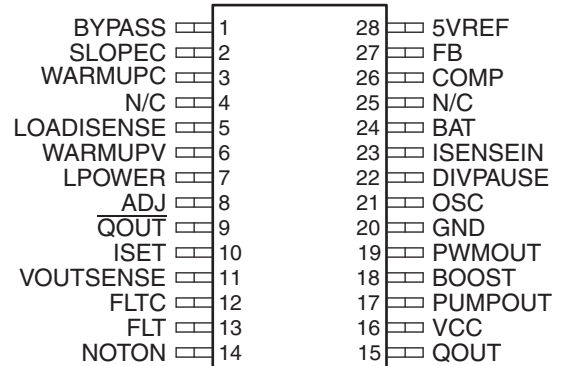 BYPASS 1 28 5VREF
SLOPEC 2 27 FB
WARMUPC 3 26 COMP
N/C 4 25 N/C
LOADISENSE 5 24 BAT
WARMUPV 6 23 ISENSEIN
LPOWER 7 22 DIVPAUSE
ADJ 8 21 OSC
QOUT 9 20 GND
ISET 10 19 PWMOUT
VOUTSENSE 11 18 BOOST
FLTC 12 17 PUMPOUT
FLT 13 16 VCC
NOTON 14 15 QOUT